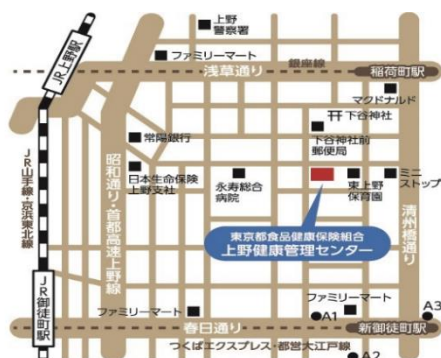 上野
警察署
ファミリーマート
銀座線
JR上野駅
浅草通り
稲荷町駅
マクドナルド
下谷神社
下谷神社前
郵便局
常陽銀行
日本生命保険
上野支社
永寿総合
病院
東上野
保育園
ミニ
ストップ
JR山手線・京浜東北線
昭和通り・首都高速上野線
清州橋通り
東京都食品健康保険組合
上野健康管理センター
JR御徒町駅
ファミリーマート
ファミリーマート
A1
A3
春日通り
新御徒町駅
つくばエクスプレス・都営大江戸線
A2